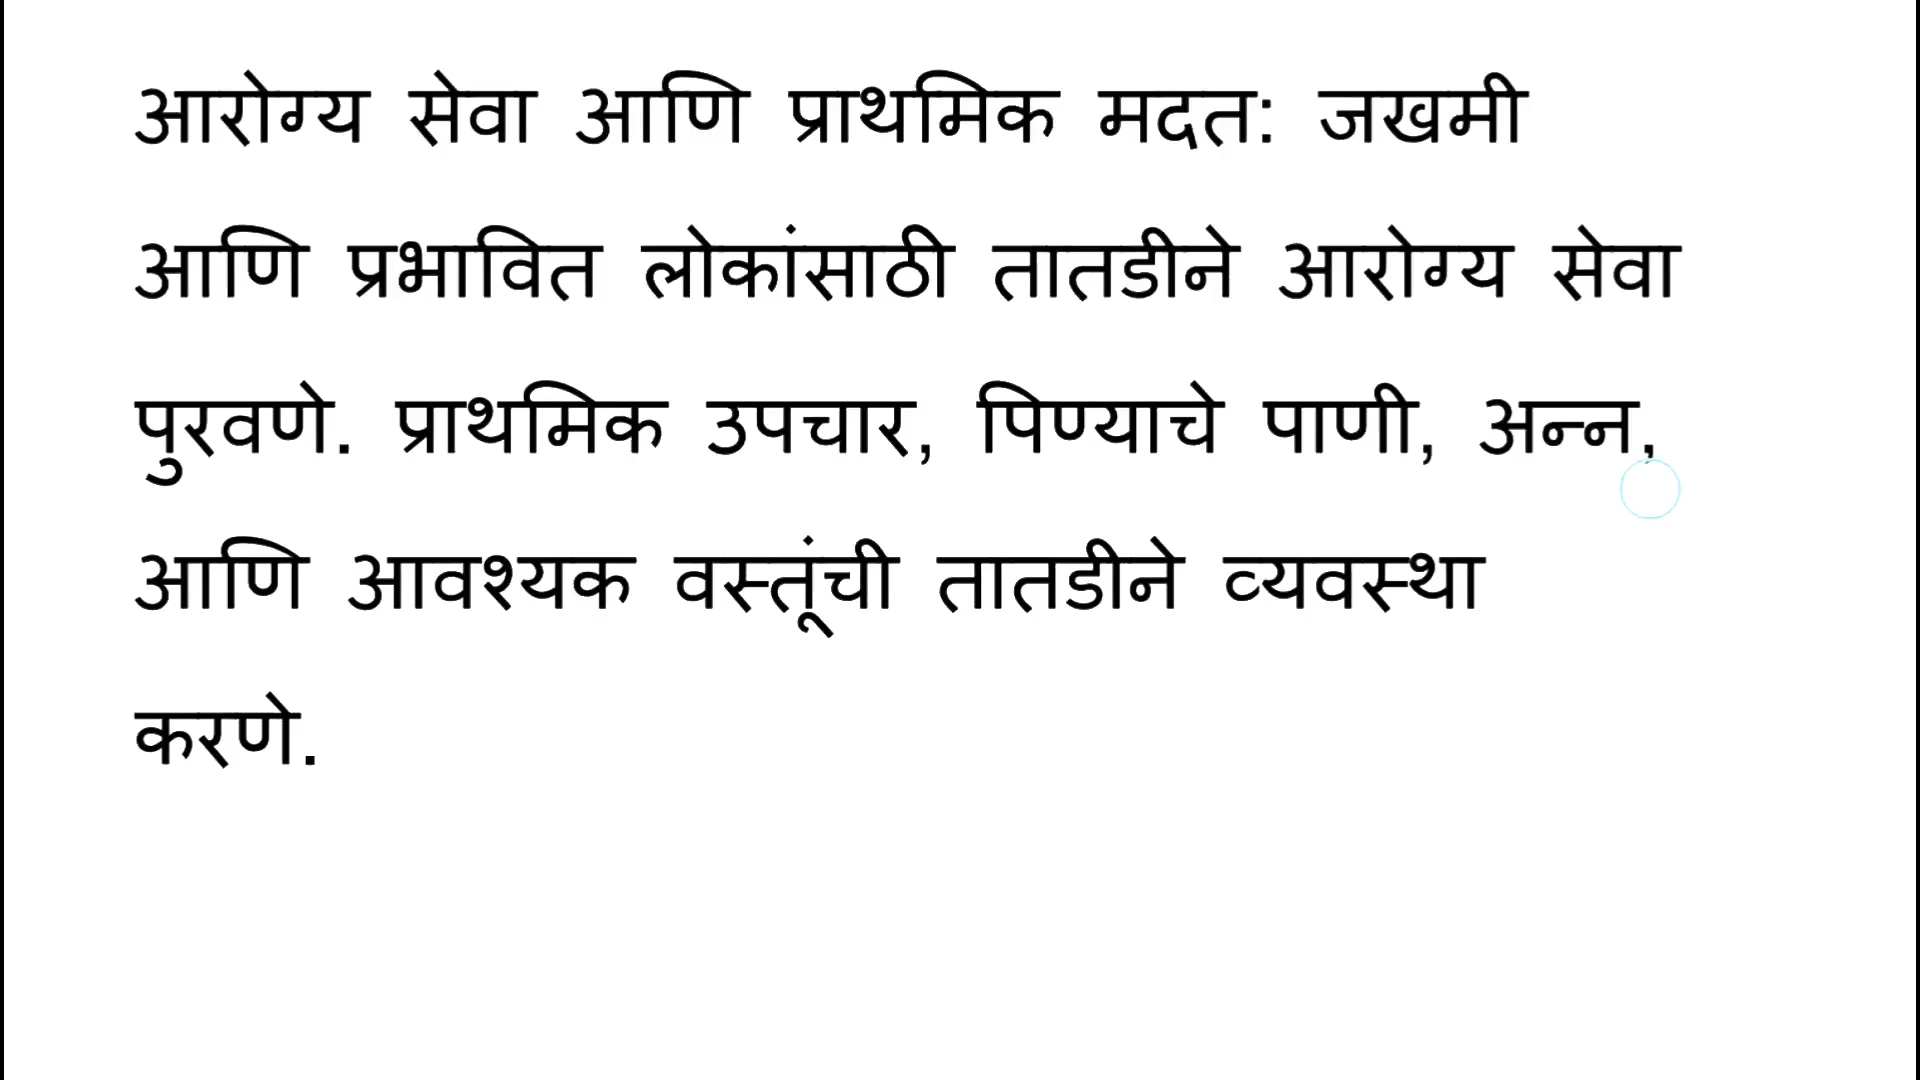 आरोग्य सेवा आणि प्राथमिक मदत: जखमी
आणि प्रभावित लोकांसाठी तातडीने आरोग्य सेवा
पुरवणे. प्राथमिक उपचार, पिण्याचे पाणी, अन्न,
आणि आवश्यक वस्तूंची तातडीने व्यवस्था
करणे.